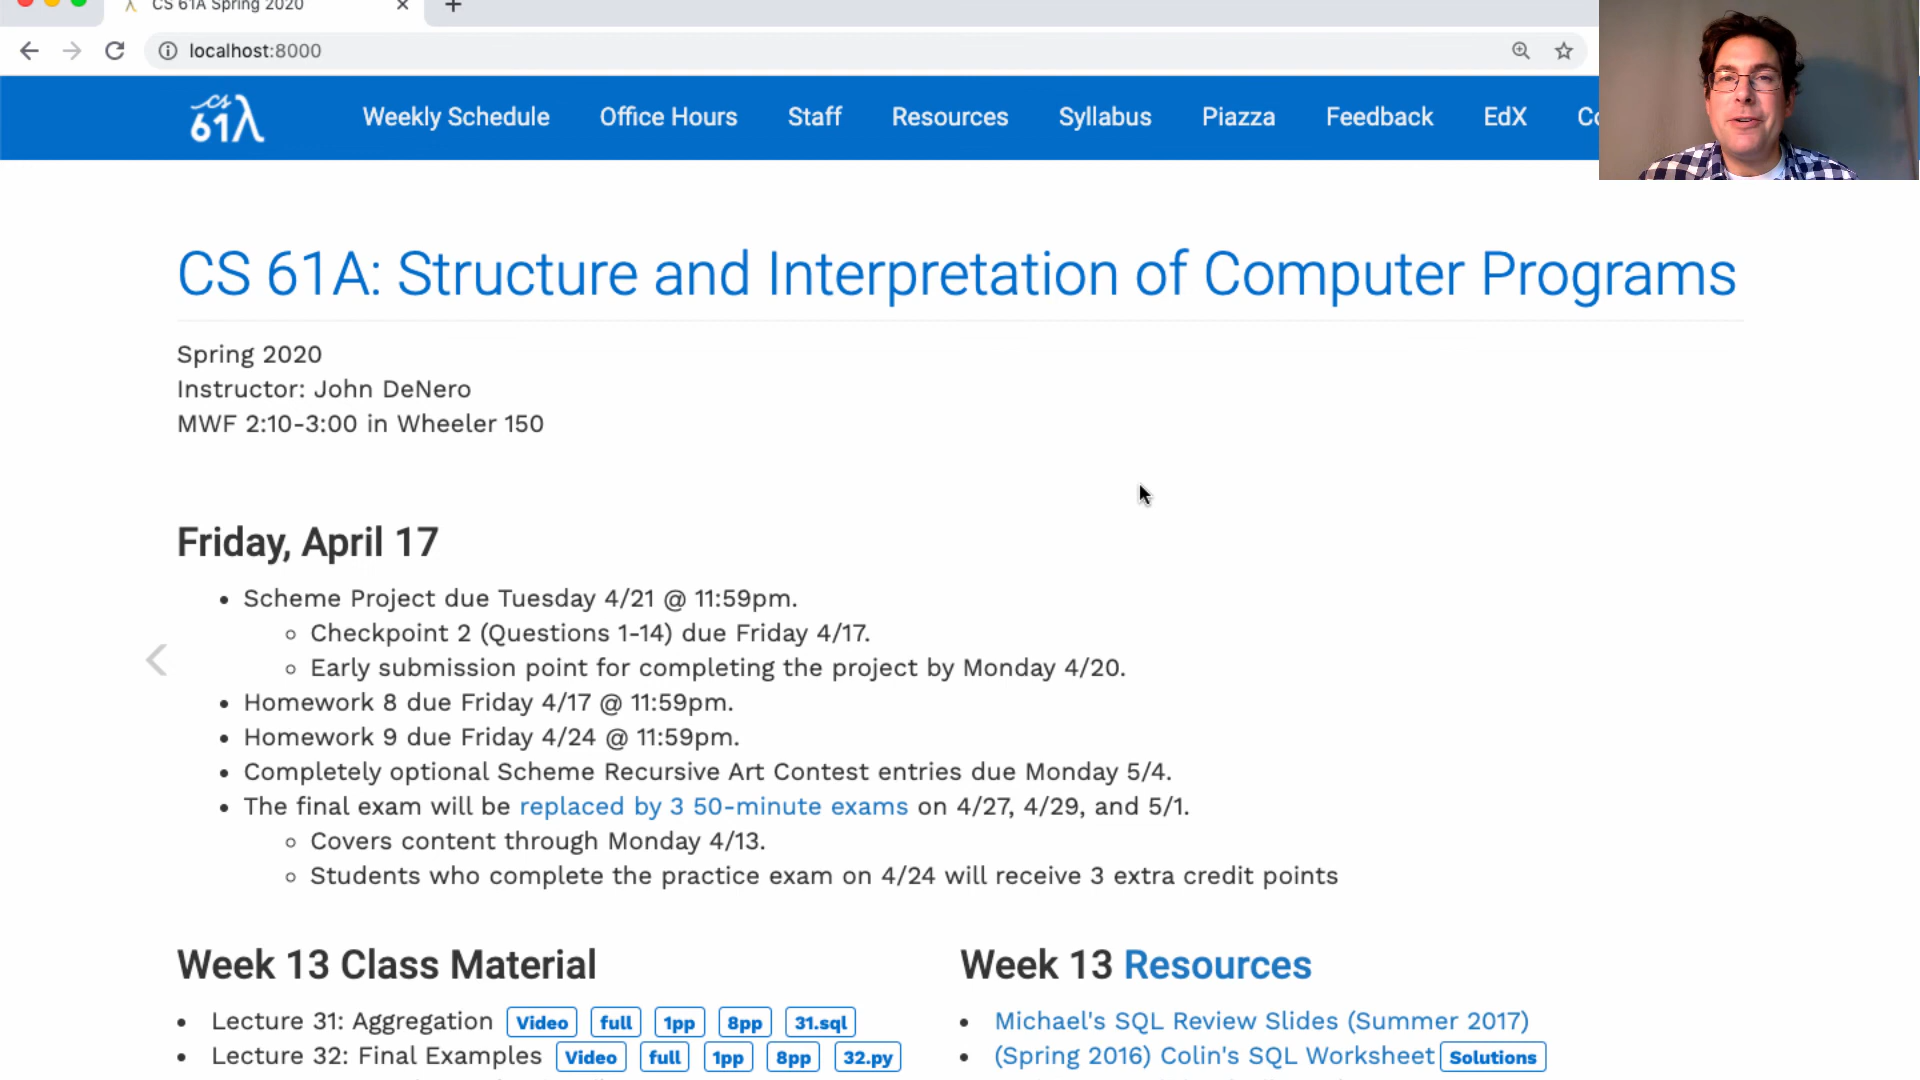 CS 61A Spring 2020
localhost:8000
cs 61λ Weekly Schedule Office Hours Staff Resources Syllabus Piazza Feedback EdX
CS 61A: Structure and Interpretation of Computer Programs
Spring 2020
Instructor: John DeNero
MWF 2:10-3:00 in Wheeler 150
Friday, April 17
Scheme Project due Tuesday 4/21 @ 11:59pm.
Checkpoint 2 (Questions 1-14) due Friday 4/17.
Early submission point for completing the project by Monday 4/20.
Homework 8 due Friday 4/17 @ 11:59pm.
Homework 9 due Friday 4/24 @ 11:59pm.
Completely optional Scheme Recursive Art Contest entries due Monday 5/4.
The final exam will be replaced by 3 50-minute exams on 4/27, 4/29, and 5/1.
Covers content through Monday 4/13.
Students who complete the practice exam on 4/24 will receive 3 extra credit points
Week 13 Class Material
Lecture 31: Aggregation Video full 1pp 8pp 31.sql
Lecture 32: Final Examples Video full 1pp 8pp 32.py
Week 13 Resources
Michael's SQL Review Slides (Summer 2017)
(Spring 2016) Colin's SQL Worksheet Solutions